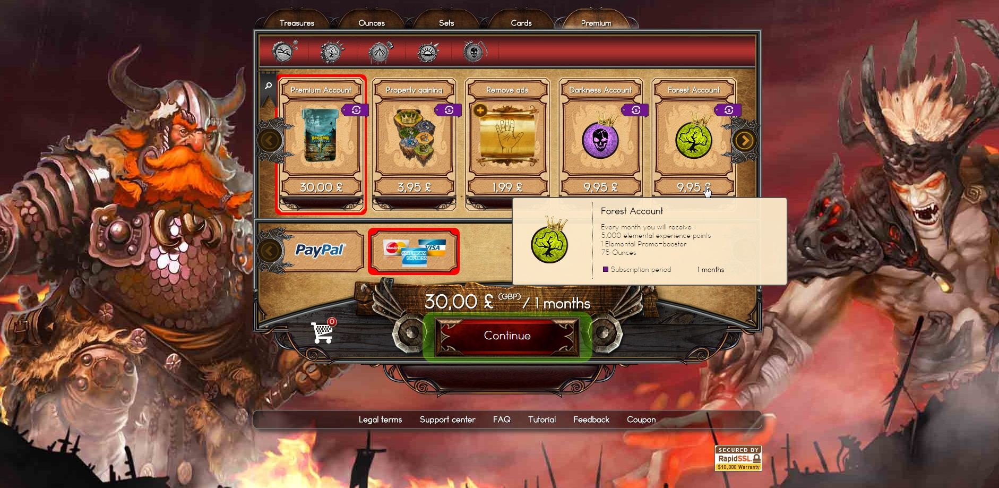 Treasures
Ounces
Sets
Cards
Premium
Premium Account
Property gaining
Remove ads
Darkness Account
Forest Account
BERSERK
30,00 £
3,95 £
1,99 £
9,95 £
9,95 £
Forest Account
Every month you will receive :
5,000 elemental experience points
1 Elemental Promo-booster
75 Ounces
Subscription period 1 months
PayPal
MasterCard
VISA
AMERICAN
EXPRESS
30,00 £ (GBP) / 1 months
0
Continue
Legal terms
Support center
FAQ
Tutorial
Feedback
Coupon
SECURED BY
RapidSSL
$10,000 Warranty